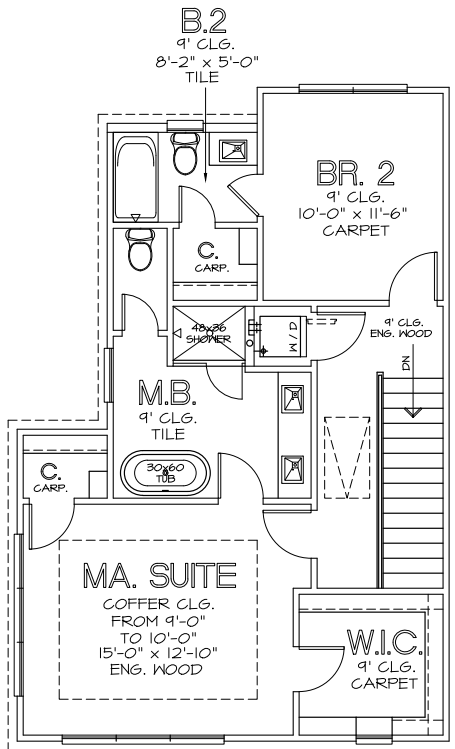 B.2
9' CLG.
8'-2" x 5'-0"
TILE
BR. 2
9' CLG.
10'-0" x 11'-6"
CARPET
C.
CARP.
48x36
SHOWER
W/D
9' CLG.
ENG. WOOD
DN
M.B.
9' CLG.
TILE
30x60
TUB
C.
CARP.
MA. SUITE
COFFER CLG.
FROM 9'-0"
TO 10'-0"
15'-0" x 12'-10"
ENG. WOOD
W.I.C.
9' CLG.
CARPET